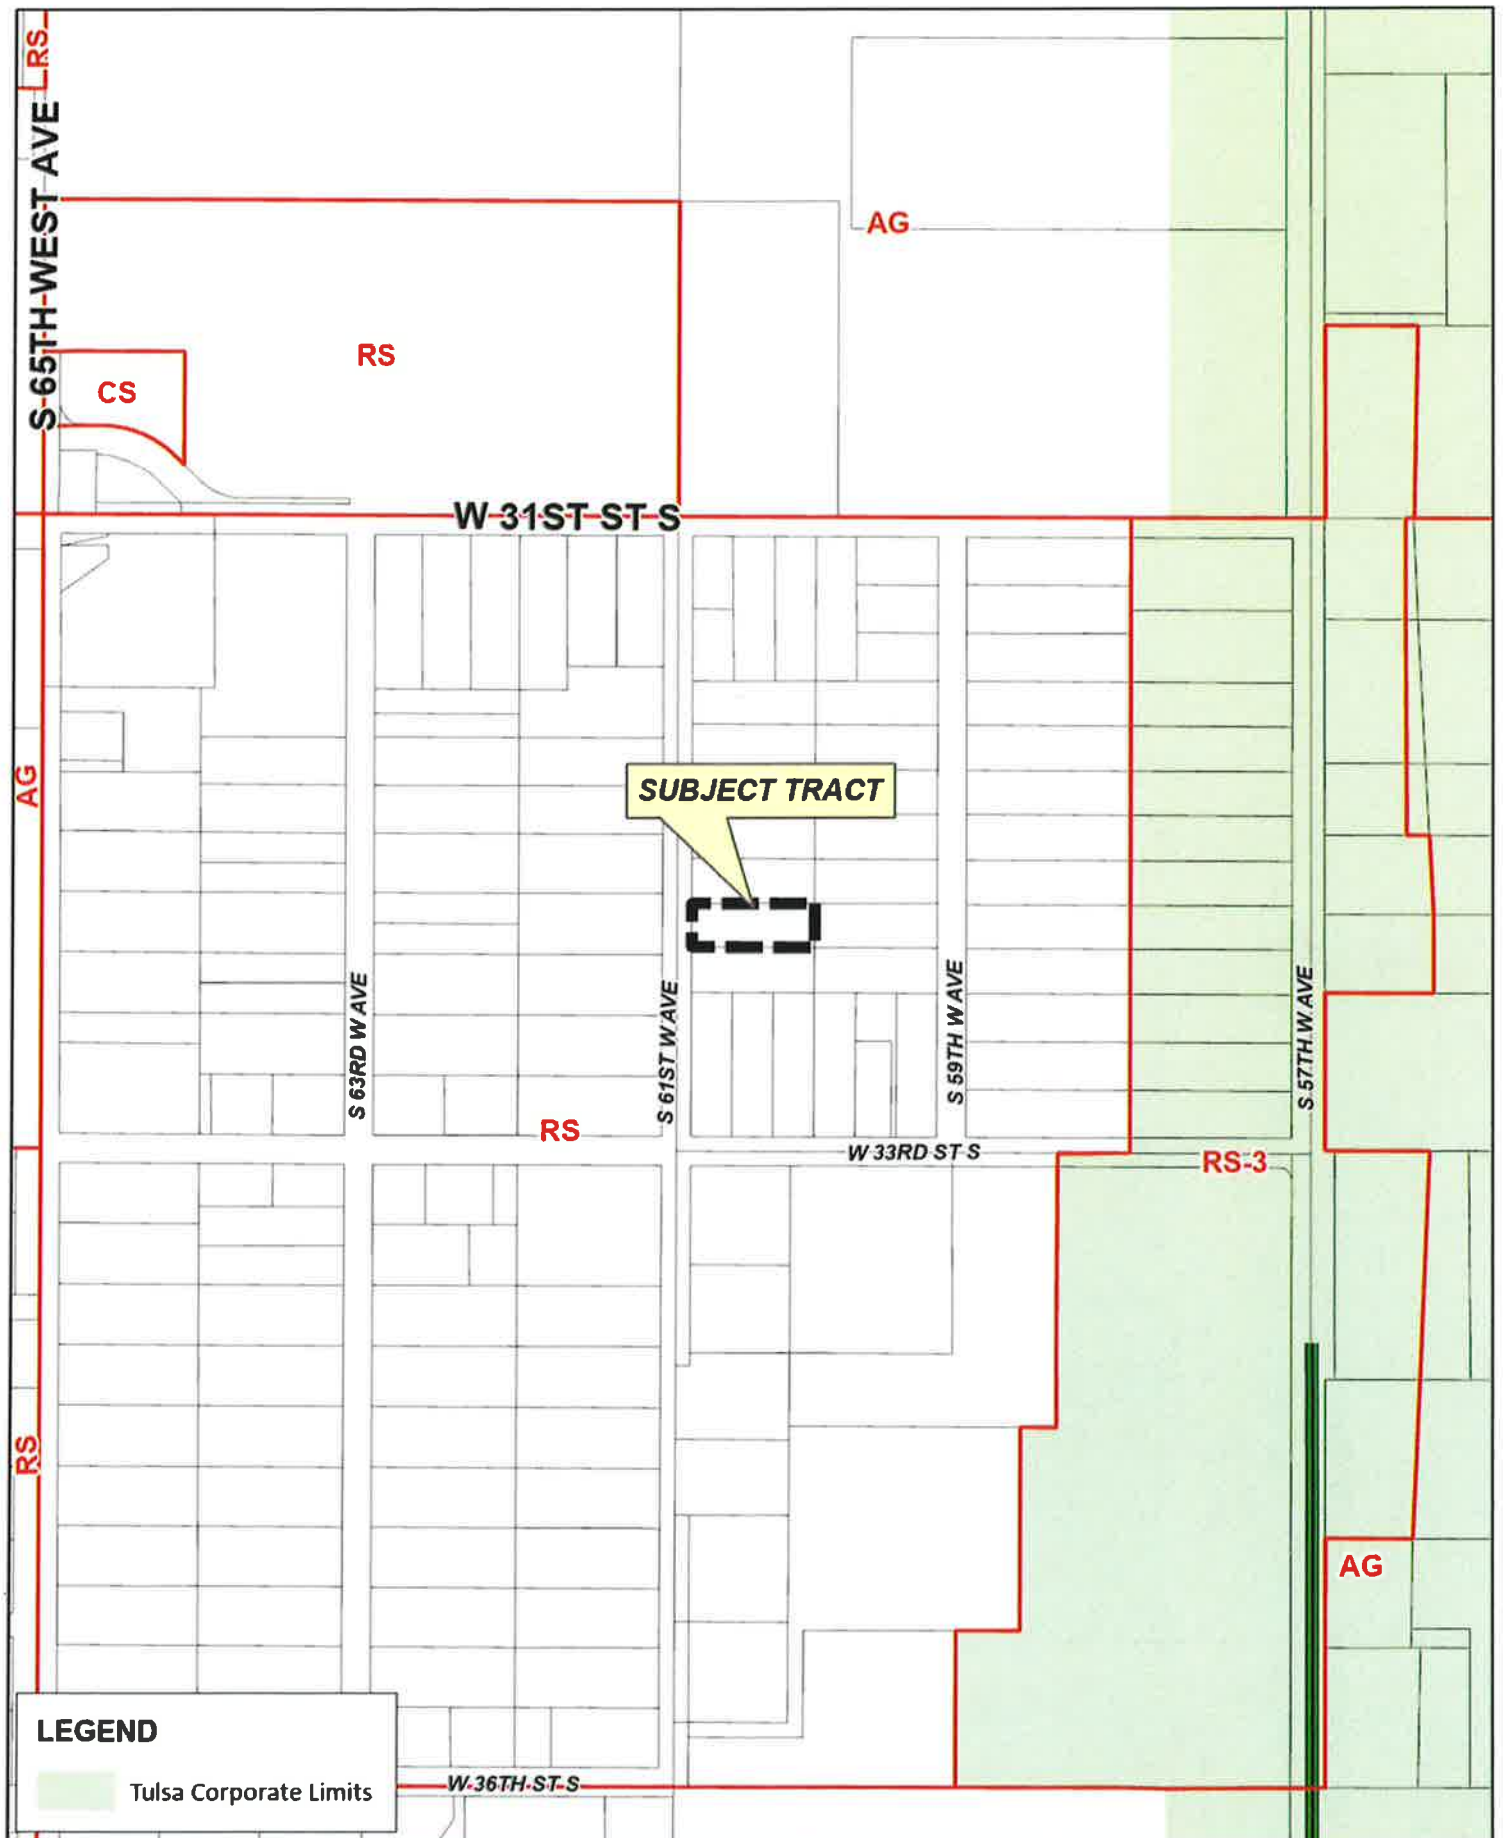 RS
S 65TH WEST AVE
AG
RS
CS
W 31ST ST S
AG
SUBJECT TRACT
S 63RD W AVE
S 61ST W AVE
S 59TH W AVE
S 57TH W AVE
RS
W 33RD ST S
RS-3
RS
AG
LEGEND
Tulsa Corporate Limits
W 36TH ST S